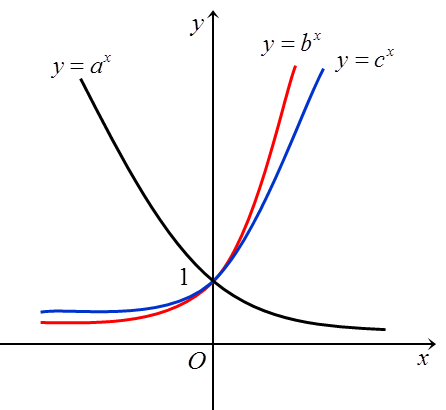 y
y = b^x
y = c^x
y = a^x
1
O
x